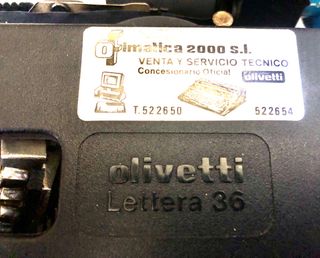 ofimatica 2000 s.l.
VENTA Y SERVICIO TECNICO
Concesionario Oficial olivetti
T. 522650 522654
olivetti
Lettera 36